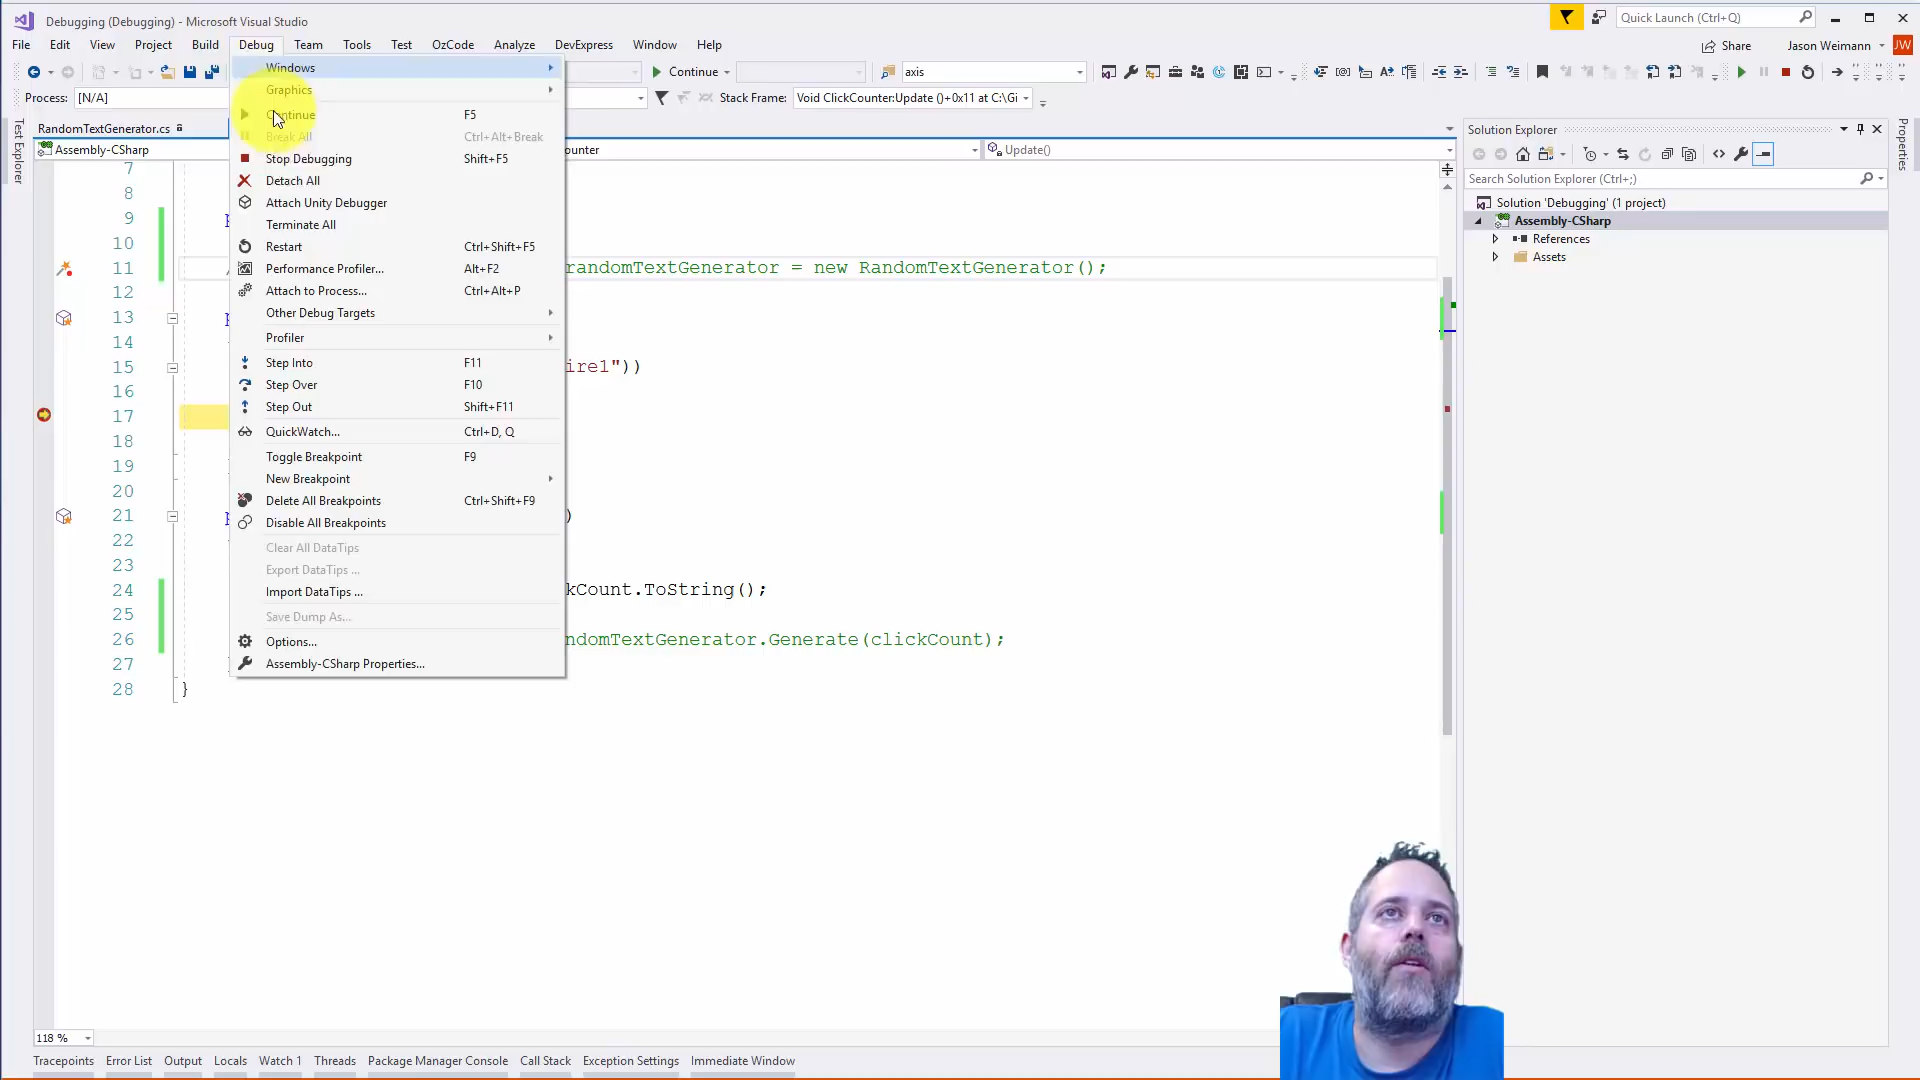 Debugging (Debugging) - Microsoft Visual Studio
Quick Launch (Ctrl+Q)
File Edit View Project Build Debug Team Tools Test OzCode Analyze DevExpress Window Help
Share Jason Weimann JW
Continue axis
Process: [N/A] Stack Frame: Void ClickCounter:Update ()+0x11 at C:\Gi
Test Explorer
RandomTextGenerator.cs
Assembly-CSharp
ounter
Update()
Windows
Graphics
Continue F5
Break All Ctrl+Alt+Break
Stop Debugging Shift+F5
Detach All
Attach Unity Debugger
Terminate All
Restart Ctrl+Shift+F5
Performance Profiler... Alt+F2
Attach to Process... Ctrl+Alt+P
Other Debug Targets
Profiler
Step Into F11
Step Over F10
Step Out Shift+F11
QuickWatch... Ctrl+D, Q
Toggle Breakpoint F9
New Breakpoint
Delete All Breakpoints Ctrl+Shift+F9
Disable All Breakpoints
Clear All DataTips
Export DataTips ...
Import DataTips ...
Save Dump As...
Options...
Assembly-CSharp Properties...
7
8
9
10
11 randomTextGenerator = new RandomTextGenerator();
12
13
14
15 ire1"))
16
17
18
19
20
21 )
22
23
24 kCount.ToString();
25
26 ndomTextGenerator.Generate(clickCount);
27
28 }
Solution Explorer
Search Solution Explorer (Ctrl+;)
Solution 'Debugging' (1 project)
Assembly-CSharp
References
Assets
Properties
118 %
Tracepoints Error List Output Locals Watch 1 Threads Package Manager Console Call Stack Exception Settings Immediate Window